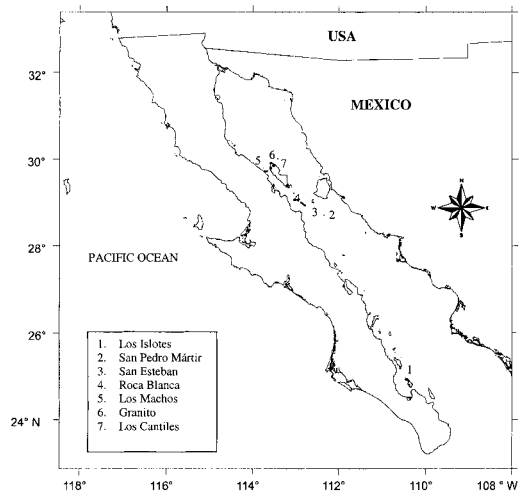 USA
32°
MEXICO
6
7
5
30°
4
3
2
N
W
E
S
28°
PACIFIC OCEAN
26°
1. Los Islotes
2. San Pedro Mártir
3. San Esteban
4. Roca Blanca
5. Los Machos
6. Granito
7. Los Cantiles
1
24° N
118°
116°
114°
112°
110°
108° W